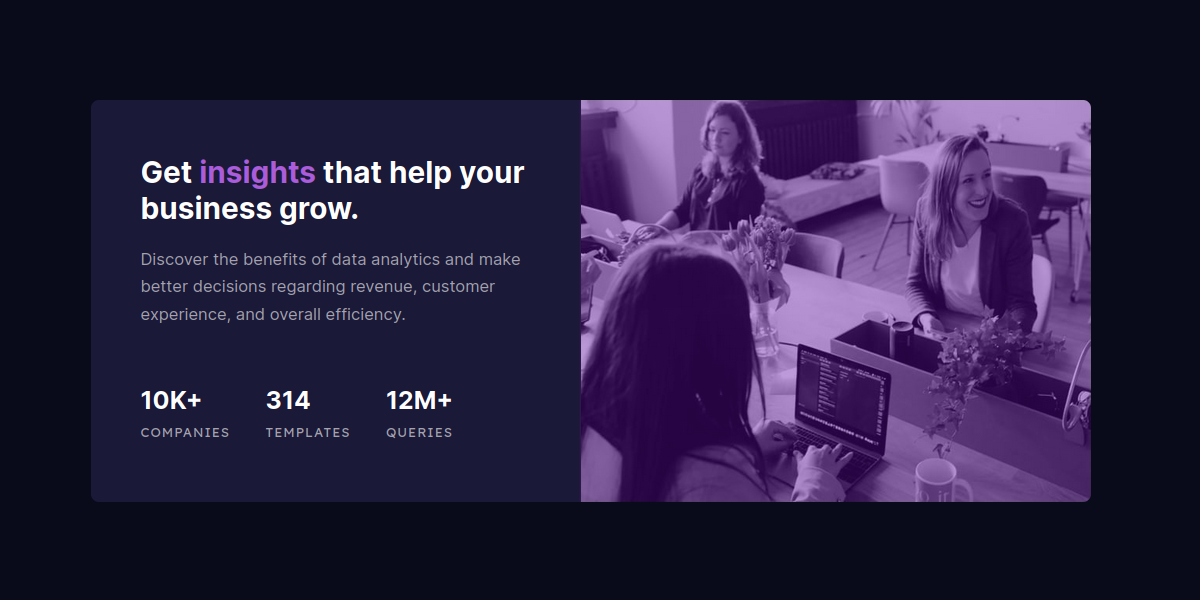 Get insights that help your
business grow.
Discover the benefits of data analytics and make
better decisions regarding revenue, customer
experience, and overall efficiency.
10K+ 314 12M+
COMPANIES TEMPLATES QUERIES